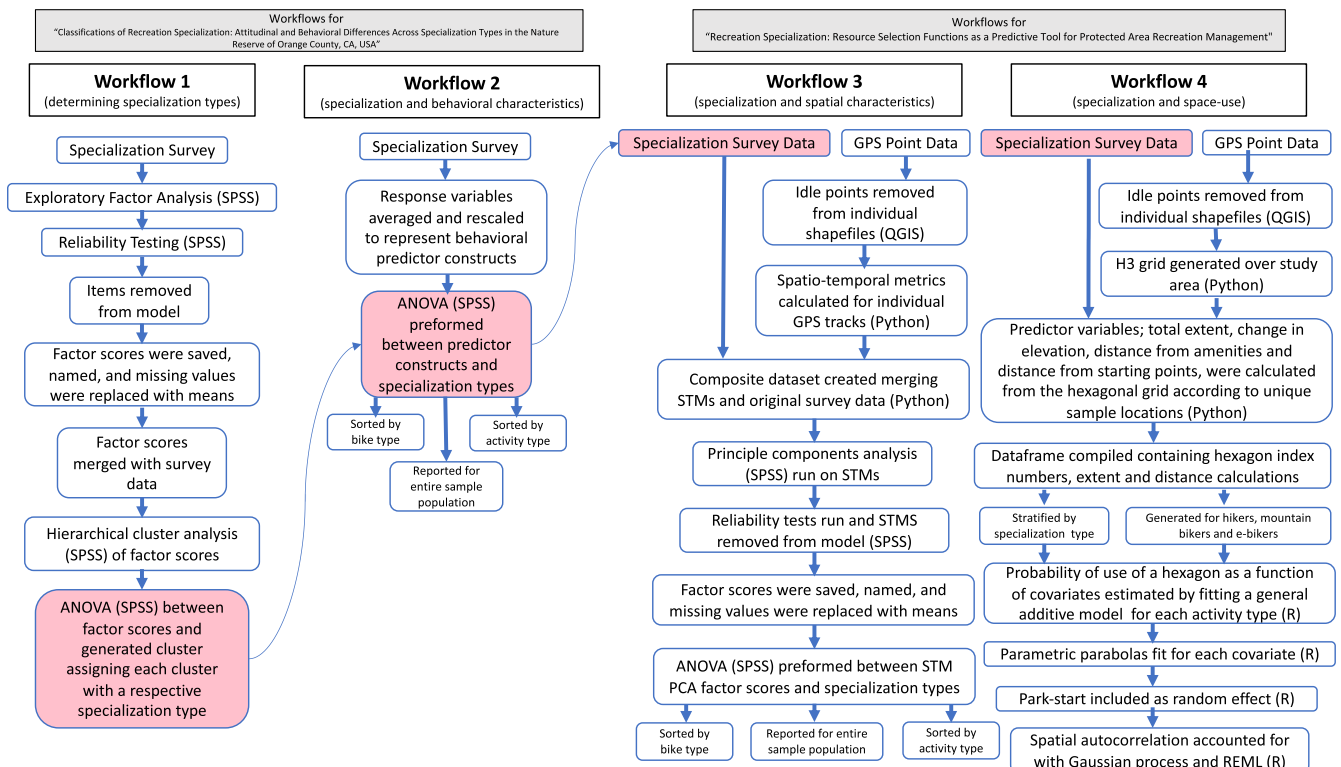 Workflows for
"Classifications of Recreation Specialization: Attitudinal and Behavioral Differences Across Specialization Types in the Nature
Reserve of Orange County, CA, USA"
Workflow 1
(determining specialization types)
Specialization Survey
Exploratory Factor Analysis (SPSS)
Reliability Testing (SPSS)
Items removed
from model
Factor scores were saved,
named, and missing values
were replaced with means
Factor scores
merged with survey
data
Hierarchical cluster analysis
(SPSS) of factor scores
ANOVA (SPSS) between
factor scores and
generated cluster
assigning each cluster
with a respective
specialization type
Workflow 2
(specialization and behavioral characteristics)
Specialization Survey
Response variables
averaged and rescaled
to represent behavioral
predictor constructs
ANOVA (SPSS)
preformed
between predictor
constructs and
specialization types
Sorted by
bike type
Sorted by
activity type
Reported for
entire sample
population
Workflows for
"Recreation Specialization: Resource Selection Functions as a Predictive Tool for Protected Area Recreation Management"
Workflow 3
(specialization and spatial characteristics)
Specialization Survey Data
GPS Point Data
Idle points removed
from individual
shapefiles (QGIS)
Spatio-temporal metrics
calculated for individual
GPS tracks (Python)
Composite dataset created merging
STMs and original survey data (Python)
Principle components analysis
(SPSS) run on STMs
Reliability tests run and STMS
removed from model (SPSS)
Factor scores were saved, named, and
missing values were replaced with means
ANOVA (SPSS) preformed between STM
PCA factor scores and specialization types
Sorted by
bike type
Reported for entire
sample population
Sorted by
activity type
Workflow 4
(specialization and space-use)
Specialization Survey Data
GPS Point Data
Idle points removed from
individual shapefiles (QGIS)
H3 grid generated over study
area (Python)
Predictor variables; total extent, change in
elevation, distance from amenities and
distance from starting points, were calculated
from the hexagonal grid according to unique
sample locations (Python)
Dataframe compiled containing hexagon index
numbers, extent and distance calculations
Stratified by
specialization type
Generated for hikers, mountain
bikers and e-bikers
Probability of use of a hexagon as a function
of covariates estimated by fitting a general
additive model for each activity type (R)
Parametric parabolas fit for each covariate (R)
Park-start included as random effect (R)
Spatial autocorrelation accounted for
with Gaussian process and REML (R)